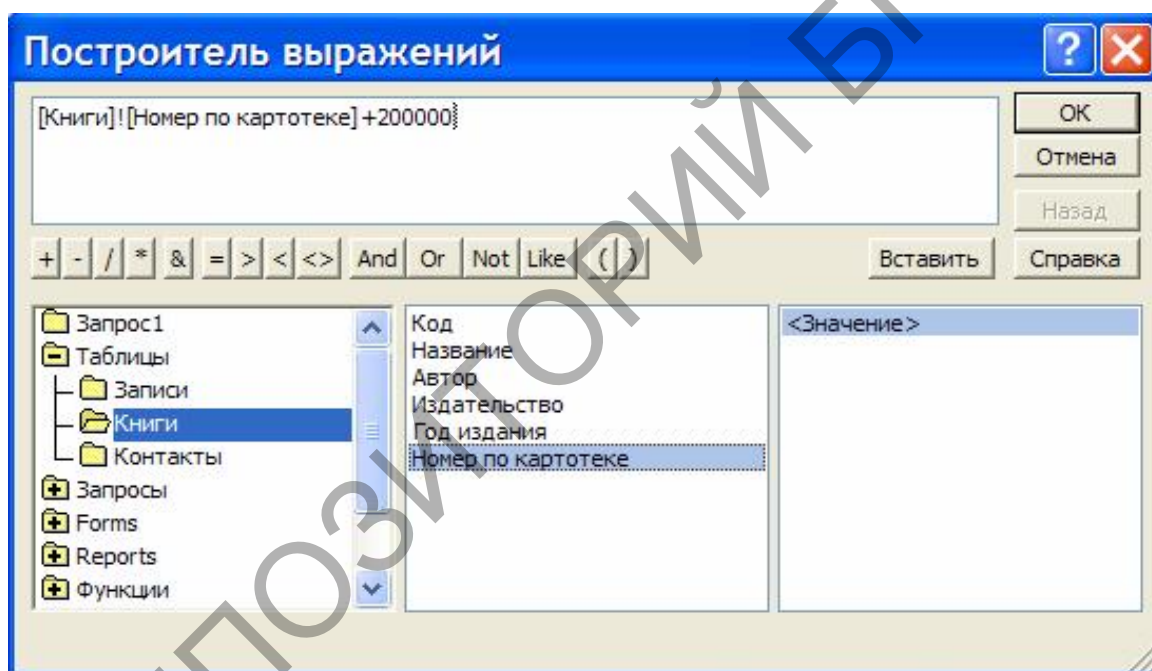 Построитель выражений
[Книги]![Номер по картотеке]+200000
OK
Отмена
Назад
+ - / * & = > < <> And Or Not Like ( ) Вставить Справка
Запрос1
Таблицы
Записи
Книги
Контакты
Запросы
Forms
Reports
Функции
Код
Название
Автор
Издательство
Год издания
Номер по картотеке
<Значение>